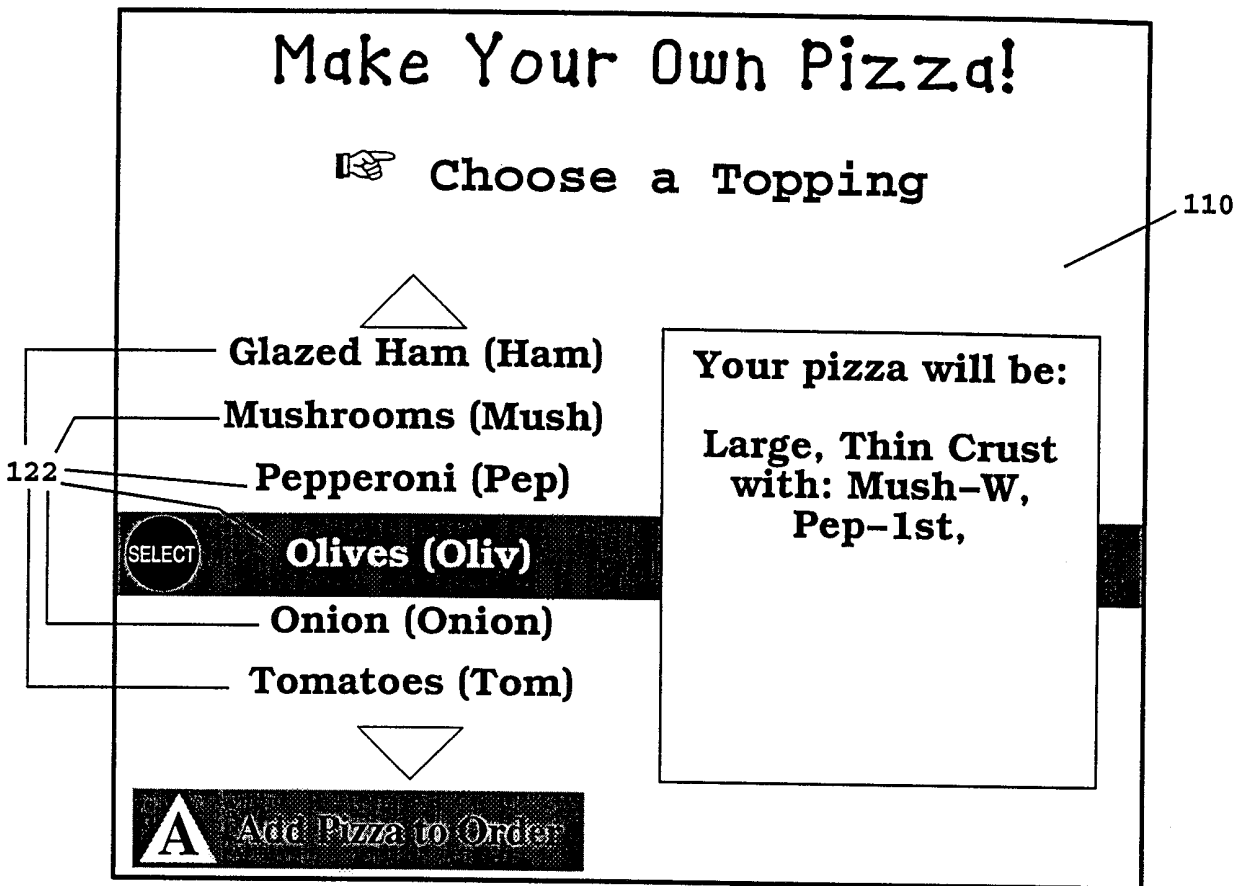 Make Your Own Pizza!
☞ Choose a Topping
110
Glazed Ham (Ham)
Mushrooms (Mush)
Pepperoni (Pep)
122
SELECT
Olives (Oliv)
Onion (Onion)
Tomatoes (Tom)
Your pizza will be:
Large, Thin Crust
with: Mush-W,
Pep-1st,
A Add Pizza to Order